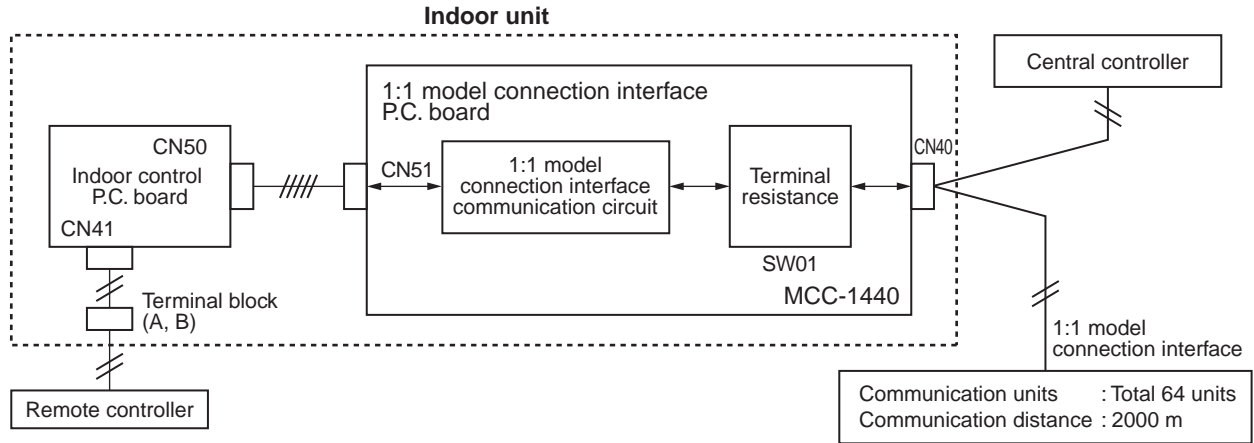 Indoor unit
Central controller
1:1 model connection interface
P.C. board
CN50
Indoor control
P.C. board
CN41
CN51
1:1 model
connection interface
communication circuit
Terminal
resistance
CN40
SW01
MCC-1440
Terminal block
(A, B)
Remote controller
1:1 model
connection interface
Communication units : Total 64 units
Communication distance : 2000 m